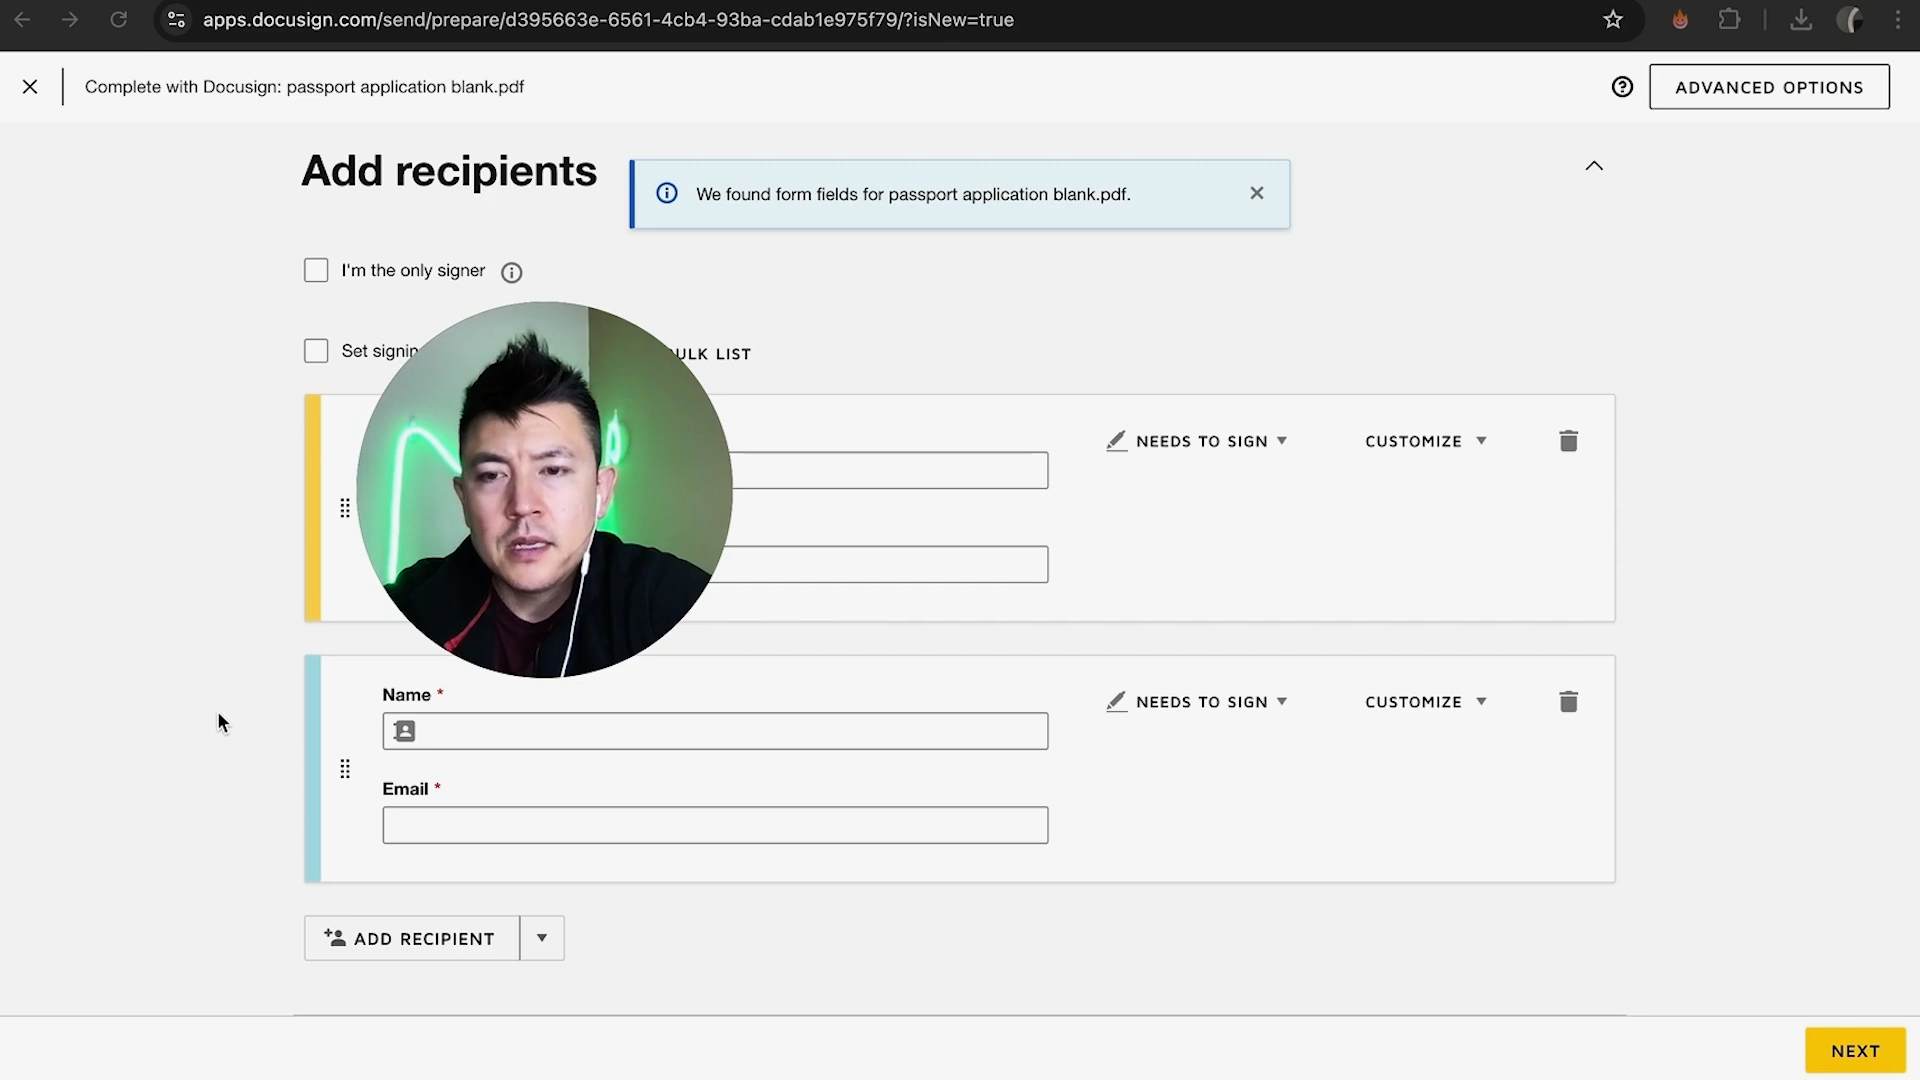 apps.docusign.com/send/prepare/d395663e-6561-4cb4-93ba-cdab1e975f79/?isNew=true
Complete with Docusign: passport application blank.pdf
ADVANCED OPTIONS
Add recipients
We found form fields for passport application blank.pdf.
I'm the only signer
Set
LIST
NEEDS TO SIGN
CUSTOMIZE
Name *
NEEDS TO SIGN
CUSTOMIZE
Email *
ADD RECIPIENT
NEXT